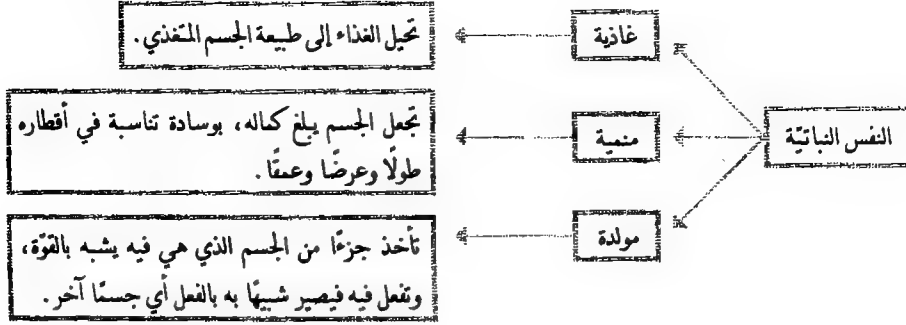 النفس النباتيّة
غاذية
تحيل الغذاء إلى طبيعة الجسم المتغذي.
منمية
تجعل الجسم يبلغ كماله، بوسادة تناسبة في أقطاره
طولًا وعرضًا وعمقًا.
مولدة
تأخذ جزءًا من الجسم الذي هي فيه يشبه بالقوّة،
وتفعل فيه فيصير شبيهًا به بالفعل أي جسمًا آخر.